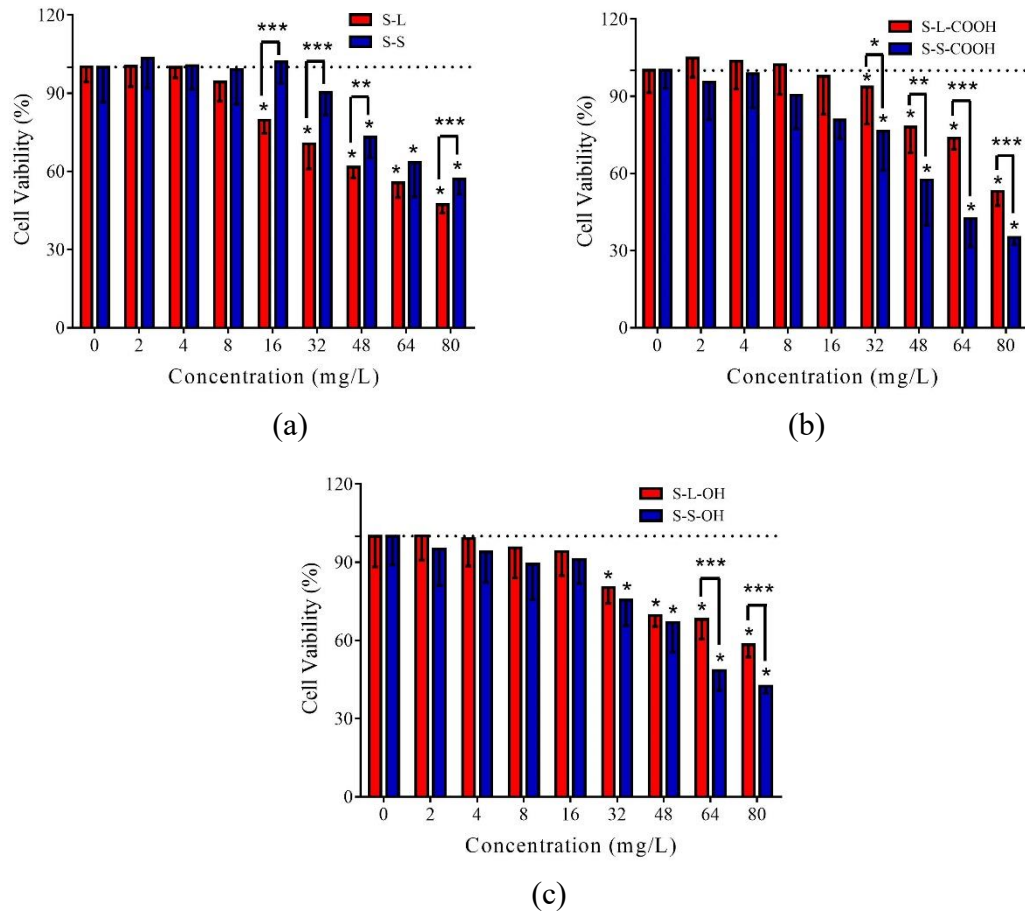 S-L
S-S
***
***
**
***
*
*
*
*
*
*
*
*
Cell Vaibility (%)
120
90
60
30
0
0 2 4 8 16 32 48 64 80
Concentration (mg/L)
(a)
S-L-COOH
S-S-COOH
*
**
***
***
*
*
*
*
*
*
*
*
Cell Vaibility (%)
120
90
60
30
0
0 2 4 8 16 32 48 64 80
Concentration (mg/L)
(b)
S-L-OH
S-S-OH
***
***
*
*
*
*
*
*
*
*
Cell Vaibility (%)
120
90
60
30
0
0 2 4 8 16 32 48 64 80
Concentration (mg/L)
(c)